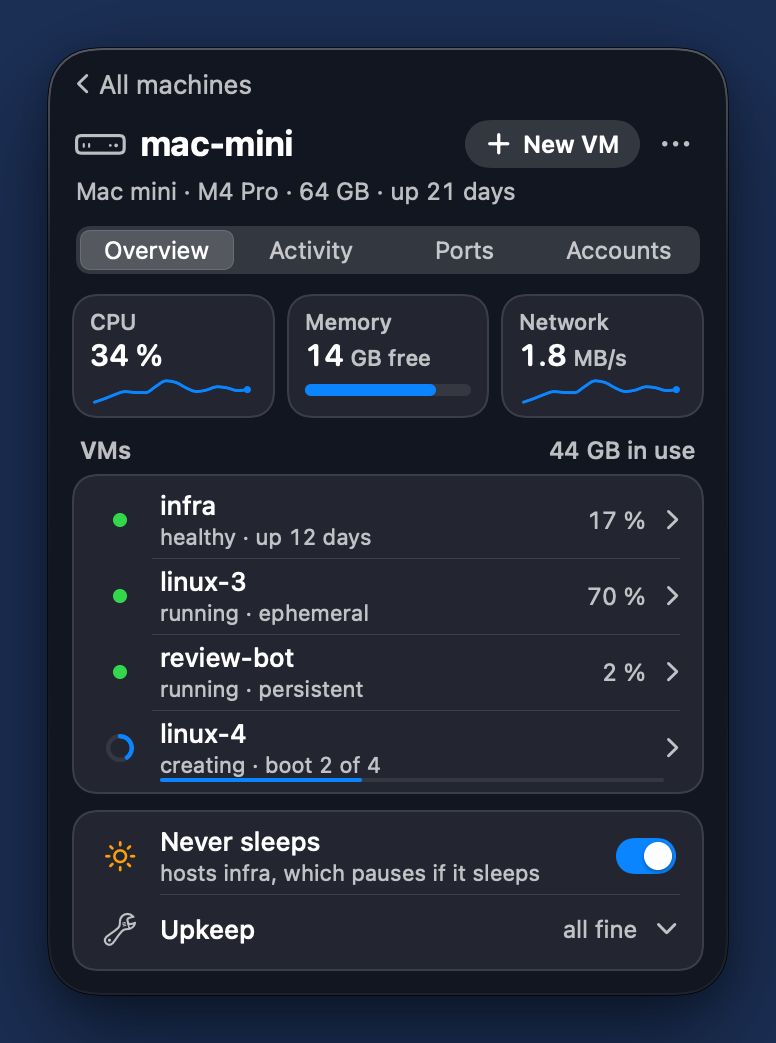 All machines
mac-mini
New VM
Mac mini · M4 Pro · 64 GB · up 21 days
Overview Activity Ports Accounts
CPU Memory Network
34 % 14 GB free 1.8 MB/s
VMs 44 GB in use
infra
healthy · up 12 days
17 %
linux-3
running · ephemeral
70 %
review-bot
running · persistent
2 %
linux-4
creating · boot 2 of 4
Never sleeps
hosts infra, which pauses if it sleeps
Upkeep all fine